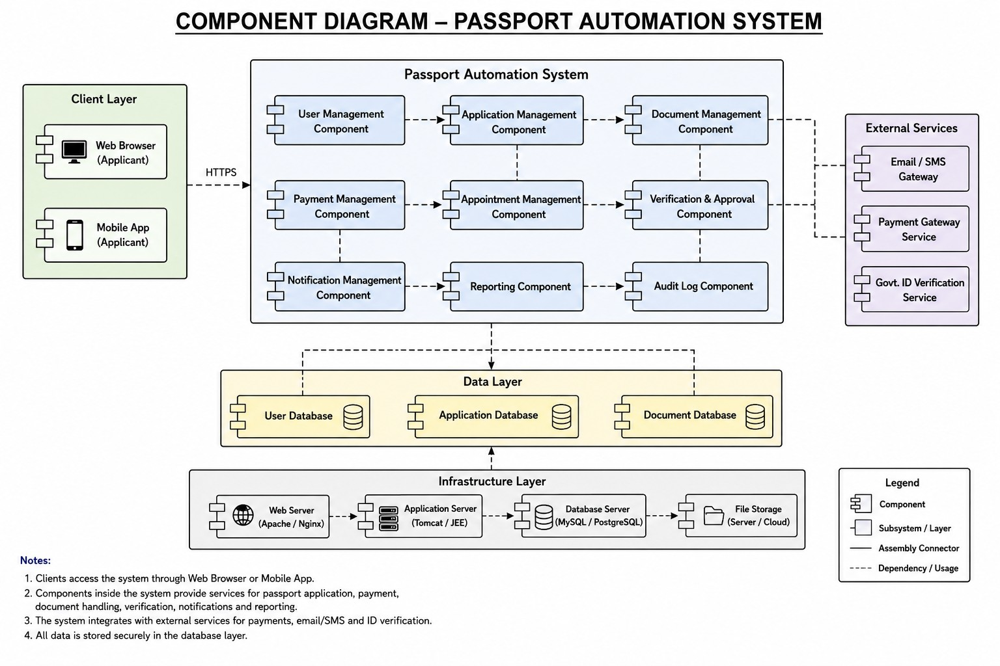 COMPONENT DIAGRAM – PASSPORT AUTOMATION SYSTEM
Client Layer
Web Browser
(Applicant)
Mobile App
(Applicant)
HTTPS
Passport Automation System
User Management
Component
Application Management
Component
Document Management
Component
Payment Management
Component
Appointment Management
Component
Verification & Approval
Component
Notification Management
Component
Reporting Component
Audit Log Component
External Services
Email / SMS
Gateway
Payment Gateway
Service
Govt. ID Verification
Service
Data Layer
User Database
Application Database
Document Database
Infrastructure Layer
Web Server
(Apache / Nginx)
Application Server
(Tomcat / JEE)
Database Server
(MySQL / PostgreSQL)
File Storage
(Server / Cloud)
Legend
Component
Subsystem / Layer
Assembly Connector
Dependency / Usage
Notes:
1. Clients access the system through Web Browser or Mobile App.
2. Components inside the system provide services for passport application, payment,
document handling, verification, notifications and reporting.
3. The system integrates with external services for payments, email/SMS and ID verification.
4. All data is stored securely in the database layer.